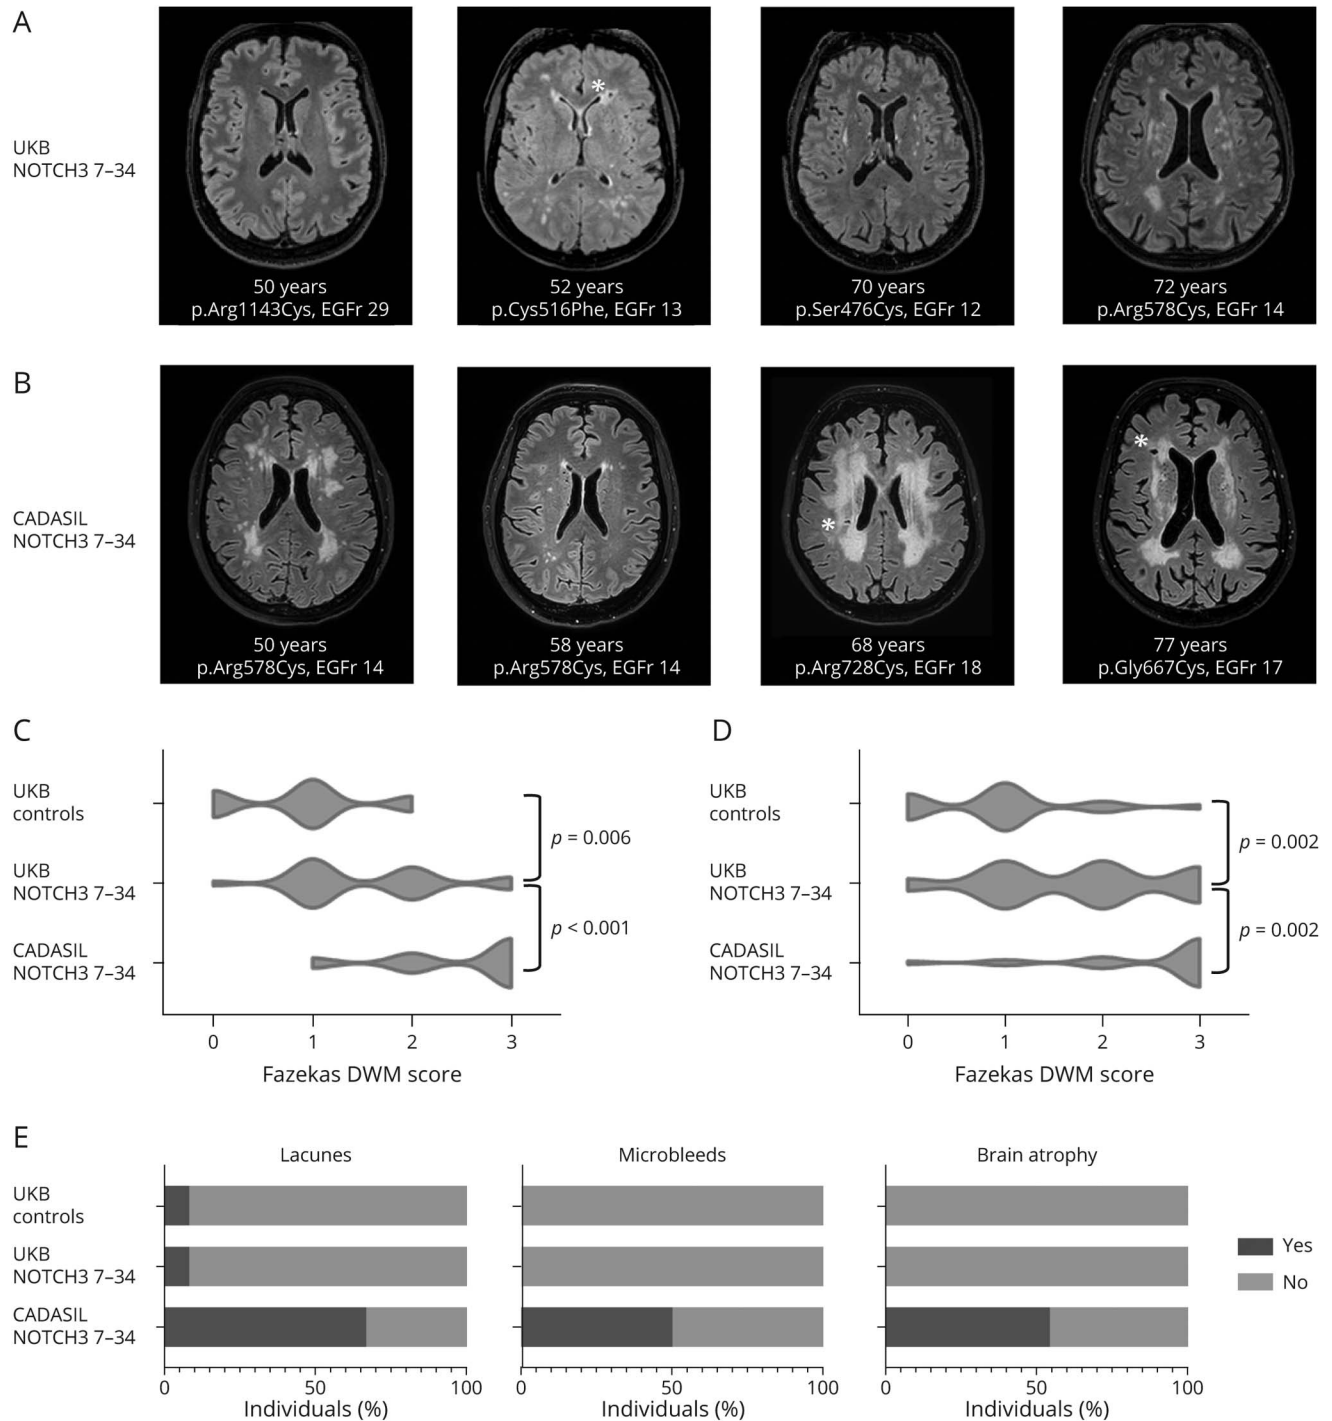 A
UKB
NOTCH3 7–34
50 years
p.Arg1143Cys, EGFr 29
*
52 years
p.Cys516Phe, EGFr 13
70 years
p.Ser476Cys, EGFr 12
72 years
p.Arg578Cys, EGFr 14
B
CADASIL
NOTCH3 7–34
50 years
p.Arg578Cys, EGFr 14
58 years
p.Arg578Cys, EGFr 14
*
68 years
p.Arg728Cys, EGFr 18
*
77 years
p.Gly667Cys, EGFr 17
C
UKB
controls
UKB
NOTCH3 7–34
CADASIL
NOTCH3 7–34
p = 0.006
p < 0.001
0 1 2 3
Fazekas DWM score
D
UKB
controls
UKB
NOTCH3 7–34
CADASIL
NOTCH3 7–34
p = 0.002
p = 0.002
0 1 2 3
Fazekas DWM score
E
Lacunes
Microbleeds
Brain atrophy
UKB
controls
UKB
NOTCH3 7–34
CADASIL
NOTCH3 7–34
0 50 100
Individuals (%)
0 50 100
Individuals (%)
0 50 100
Individuals (%)
Yes
No